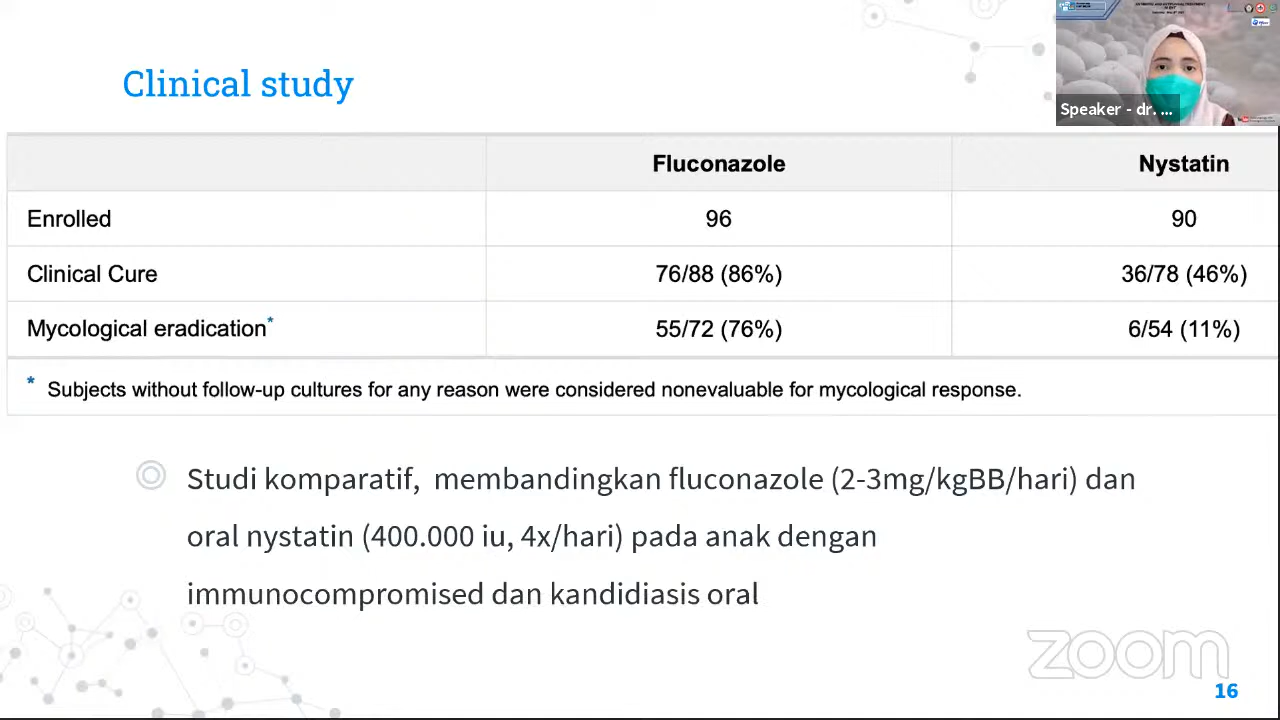 Clinical study
Speaker - dr. ...
Fluconazole Nystatin
Enrolled 96 90
Clinical Cure 76/88 (86%) 36/78 (46%)
Mycological eradication* 55/72 (76%) 6/54 (11%)
* Subjects without follow-up cultures for any reason were considered nonevaluable for mycological response.
Studi komparatif, membandingkan fluconazole (2-3mg/kgBB/hari) dan
oral nystatin (400.000 iu, 4x/hari) pada anak dengan
immunocompromised dan kandidiasis oral
zoom
16